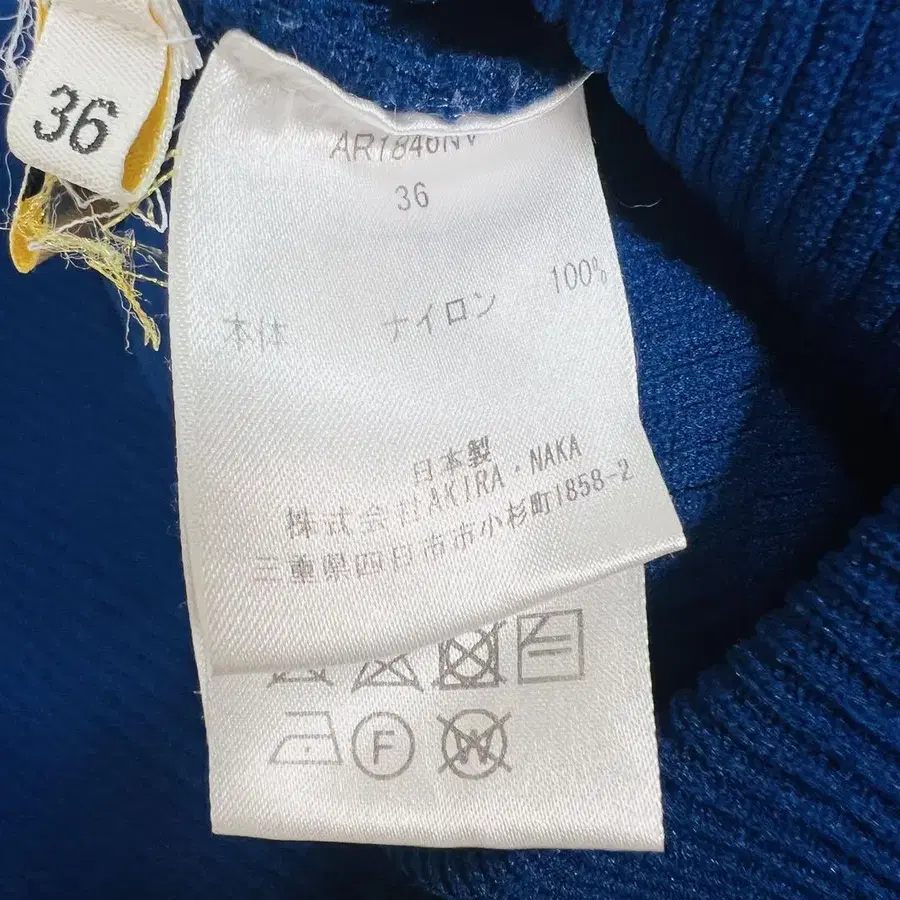 36
AR1840NV
36
本体 ナイロン 100%
日本製
株式会社AKIRA・NAKA
三重県四日市市小杉町1858-2
F
W